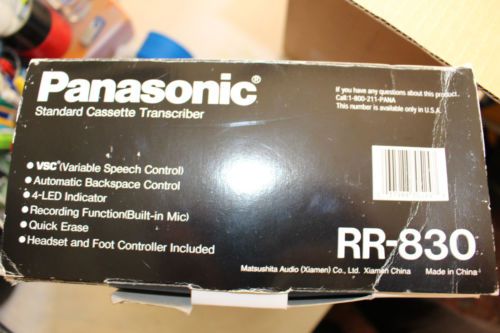 Panasonic®
Standard Cassette Transcriber
If you have any questions about this product,
Call:1-800-211-PANA
This number is available only in U.S.A.
• VSC®(Variable Speech Control)
• Automatic Backspace Control
• 4-LED Indicator
• Recording Function(Built-in Mic)
• Quick Erase
• Headset and Foot Controller Included
RR-830
Matsushita Audio (Xiamen) Co., Ltd. Xiamen China Made in China